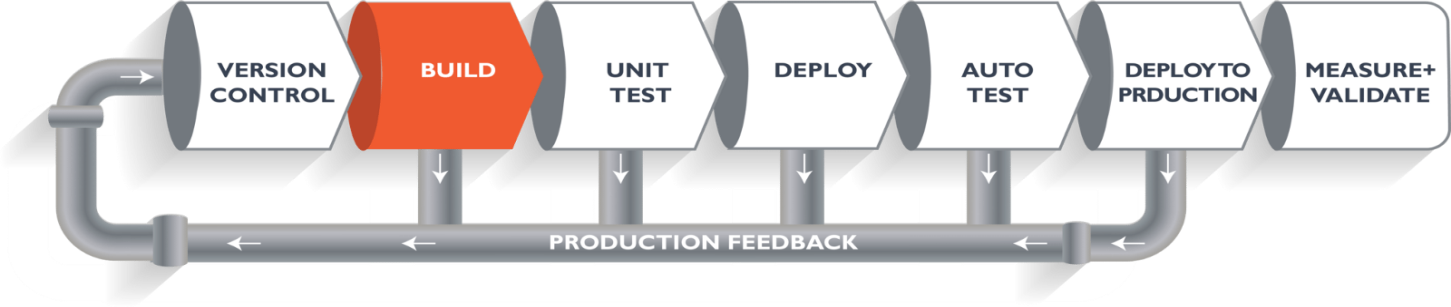 VERSION
CONTROL
BUILD
UNIT
TEST
DEPLOY
AUTO
TEST
DEPLOY TO
PRDUCTION
MEASURE+
VALIDATE
PRODUCTION FEEDBACK